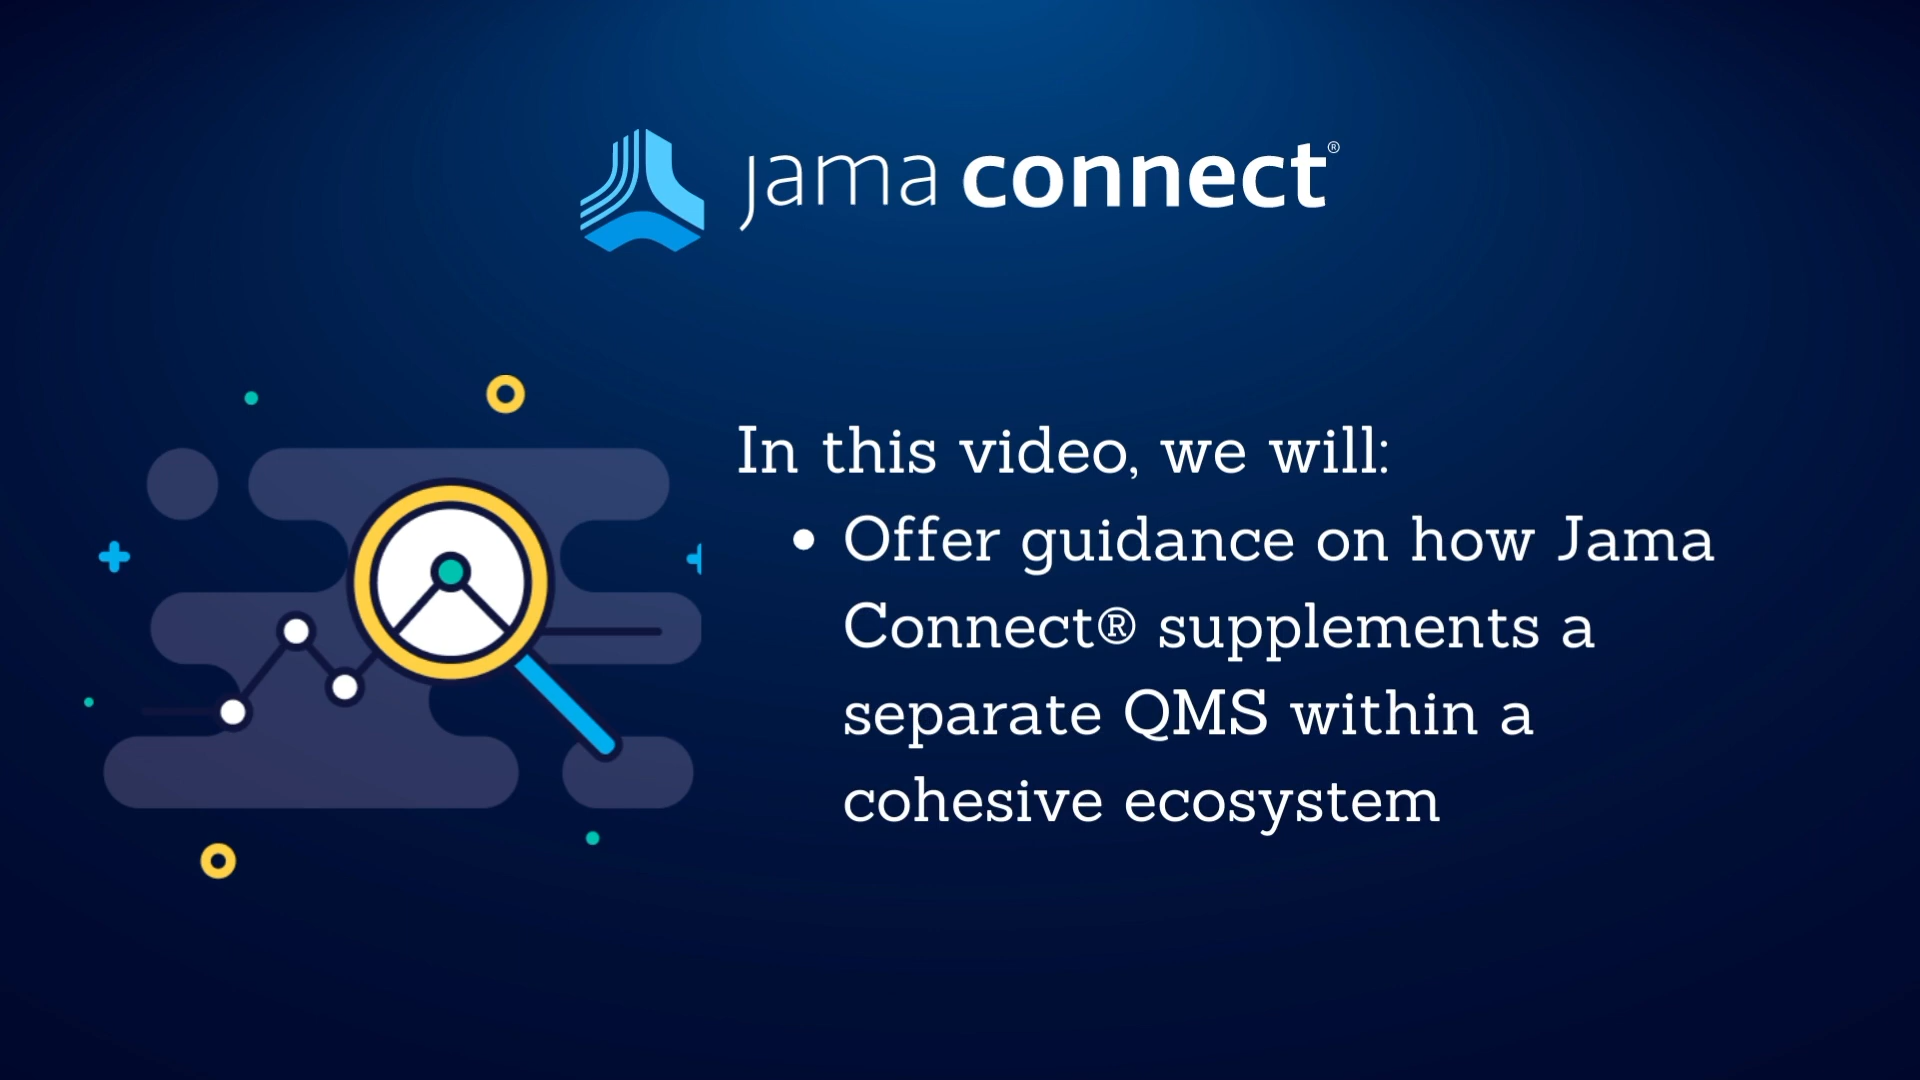 jama connect®
In this video, we will:
• Offer guidance on how Jama
Connect® supplements a
separate QMS within a
cohesive ecosystem